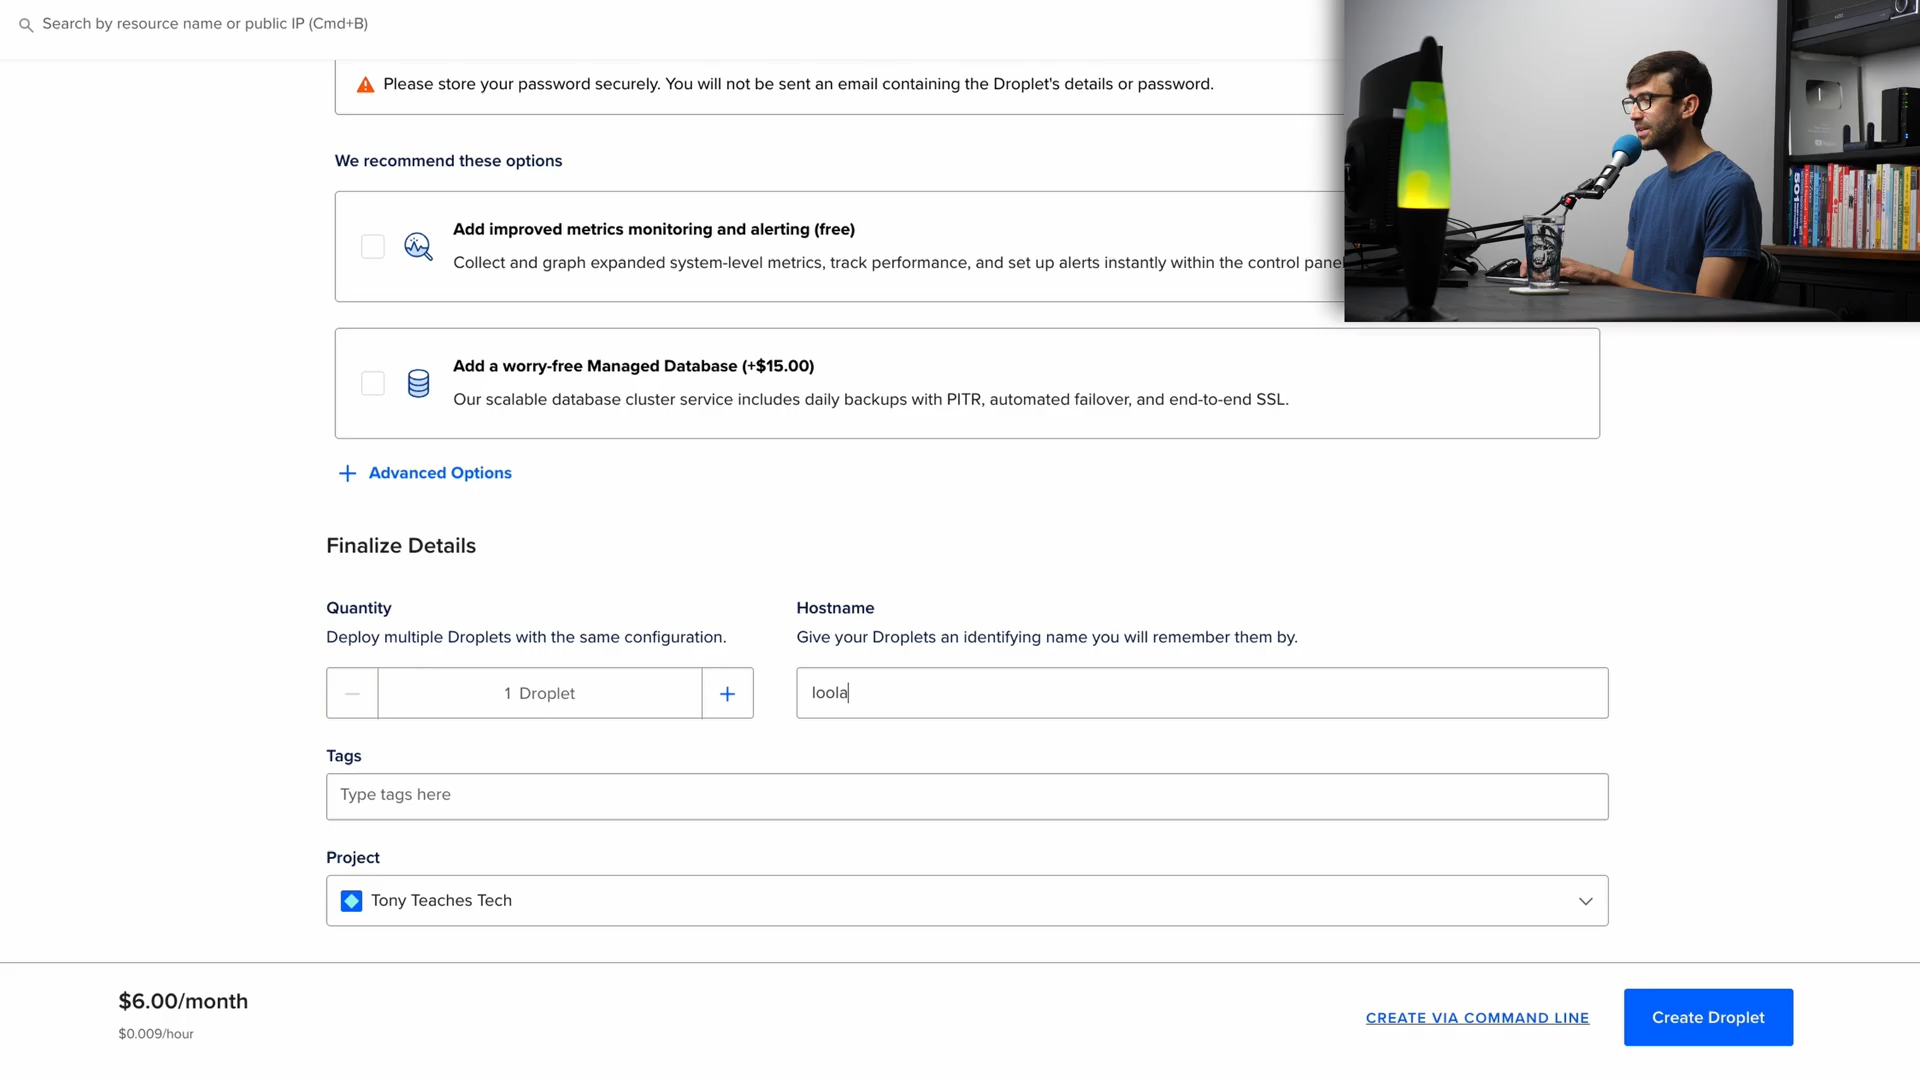 Search by resource name or public IP (Cmd+B)
Please store your password securely. You will not be sent an email containing the Droplet's details or password.
We recommend these options
Add improved metrics monitoring and alerting (free)
Collect and graph expanded system-level metrics, track performance, and set up alerts instantly within the control pane
Add a worry-free Managed Database (+$15.00)
Our scalable database cluster service includes daily backups with PITR, automated failover, and end-to-end SSL.
Advanced Options
Finalize Details
Quantity
Deploy multiple Droplets with the same configuration.
1 Droplet
Hostname
Give your Droplets an identifying name you will remember them by.
loola
Tags
Type tags here
Project
Tony Teaches Tech
$6.00/month
$0.009/hour
CREATE VIA COMMAND LINE
Create Droplet